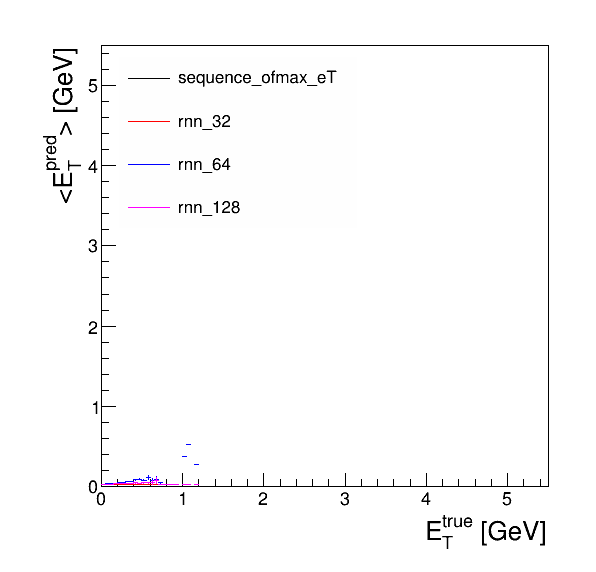 <E_T^pred> [GeV]
5
4
3
2
1
0
sequence_ofmax_eT
rnn_32
rnn_64
rnn_128
0 1 2 3 4 5
E_T^true [GeV]